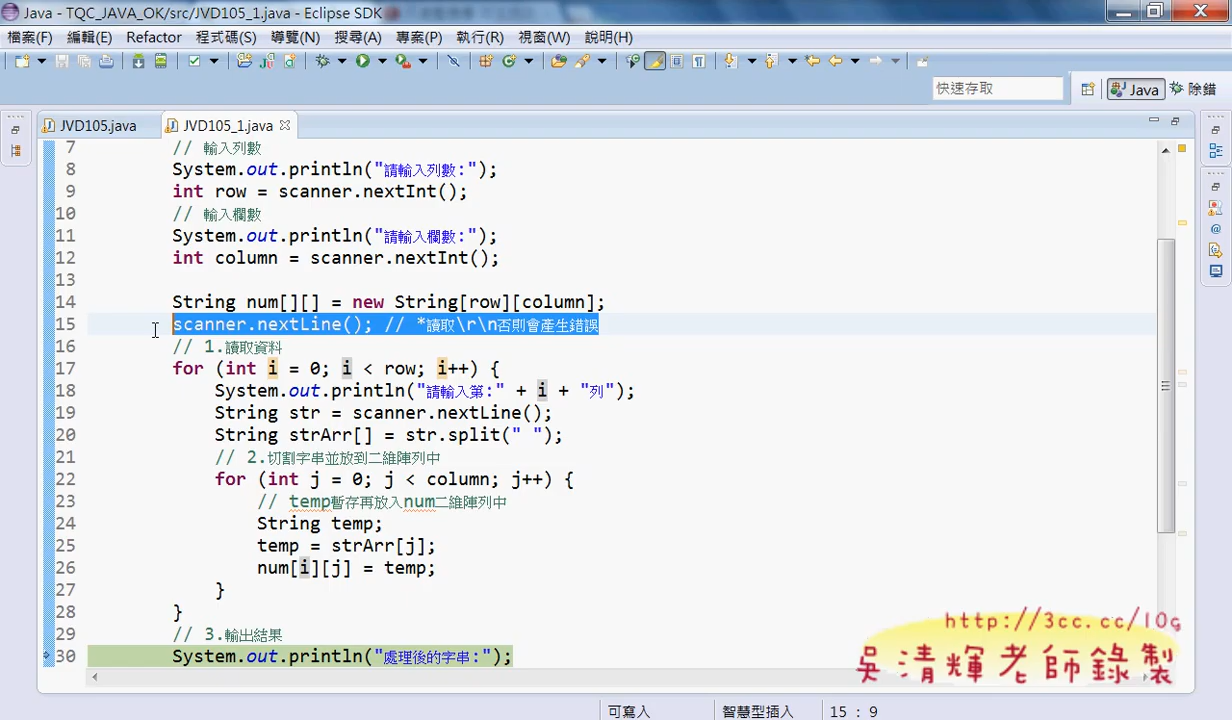 Java - TQC_JAVA_OK/src/JVD105_1.java - Eclipse SDK
檔案(F) 編輯(E) Refactor 程式碼(S) 導覽(N) 搜尋(A) 專案(P) 執行(R) 視窗(W) 說明(H)
快速存取 Java 除錯
JVD105.java JVD105_1.java
7 // 輸入列數
8 System.out.println("請輸入列數:");
9 int row = scanner.nextInt();
10 // 輸入欄數
11 System.out.println("請輸入欄數:");
12 int column = scanner.nextInt();
13
14 String num[][] = new String[row][column];
15 scanner.nextLine(); // *讀取\r\n否則會產生錯誤
16 // 1.讀取資料
17 for (int i = 0; i < row; i++) {
18 System.out.println("請輸入第:" + i + "列");
19 String str = scanner.nextLine();
20 String strArr[] = str.split(" ");
21 // 2.切割字串並放到二維陣列中
22 for (int j = 0; j < column; j++) {
23 // temp暫存再放入num二維陣列中
24 String temp;
25 temp = strArr[j];
26 num[i][j] = temp;
27 }
28 }
29 // 3.輸出結果
30 System.out.println("處理後的字串:");
http://3cc.cc/10g
吳清輝老師錄製
可寫入 智慧型插入 15 : 9